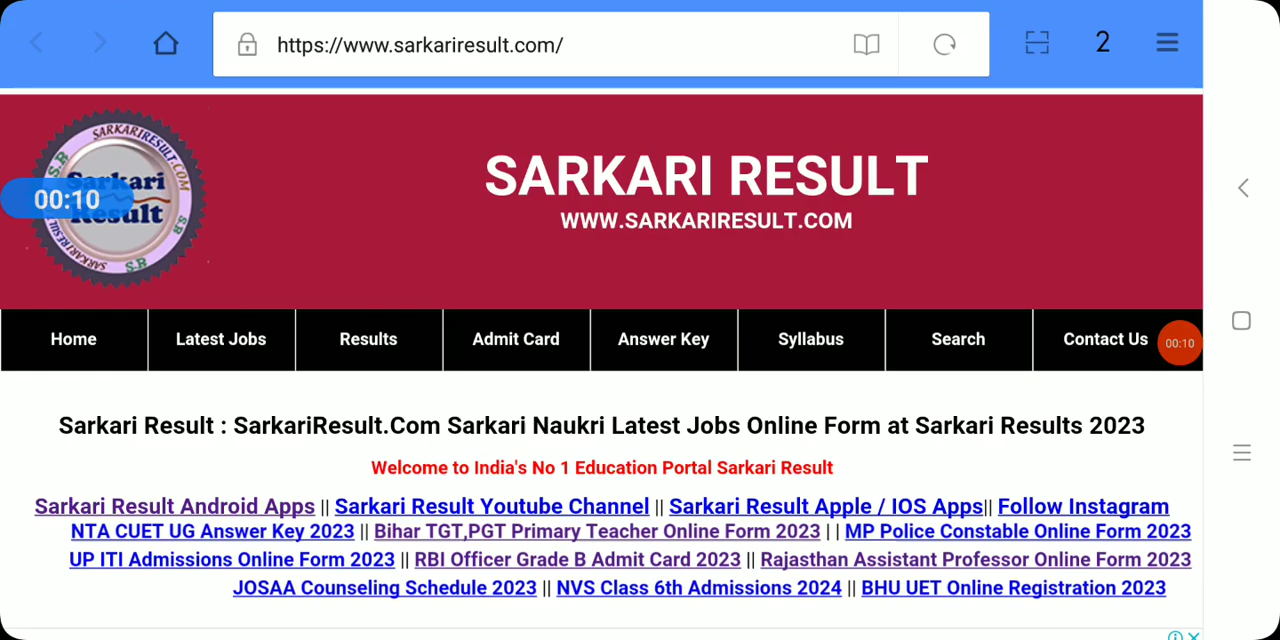 https://www.sarkariresult.com/
2
SARKARIRESULT.COM
S.R
Sarkari
Result
S.R
S.R
SARKARIRESULT
00:10
SARKARI RESULT
WWW.SARKARIRESULT.COM
Home Latest Jobs Results Admit Card Answer Key Syllabus Search Contact Us
00:10
Sarkari Result : SarkariResult.Com Sarkari Naukri Latest Jobs Online Form at Sarkari Results 2023
Welcome to India's No 1 Education Portal Sarkari Result
Sarkari Result Android Apps || Sarkari Result Youtube Channel || Sarkari Result Apple / IOS Apps|| Follow Instagram
NTA CUET UG Answer Key 2023 || Bihar TGT,PGT Primary Teacher Online Form 2023 | | MP Police Constable Online Form 2023
UP ITI Admissions Online Form 2023 || RBI Officer Grade B Admit Card 2023 || Rajasthan Assistant Professor Online Form 2023
JOSAA Counseling Schedule 2023 || NVS Class 6th Admissions 2024 || BHU UET Online Registration 2023